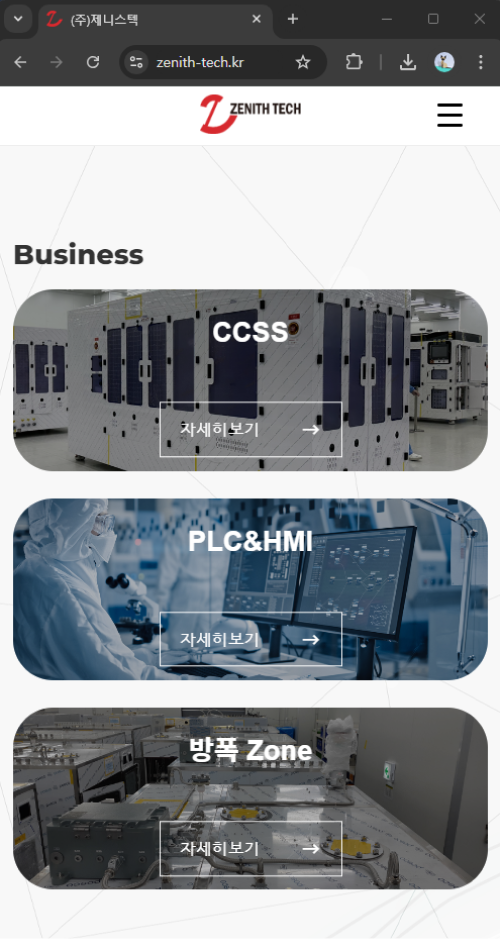 (주)제니스텍
zenith-tech.kr
ZENITH TECH
Business
CCSS
자세히보기
PLC&HMI
자세히보기
방폭 Zone
자세히보기